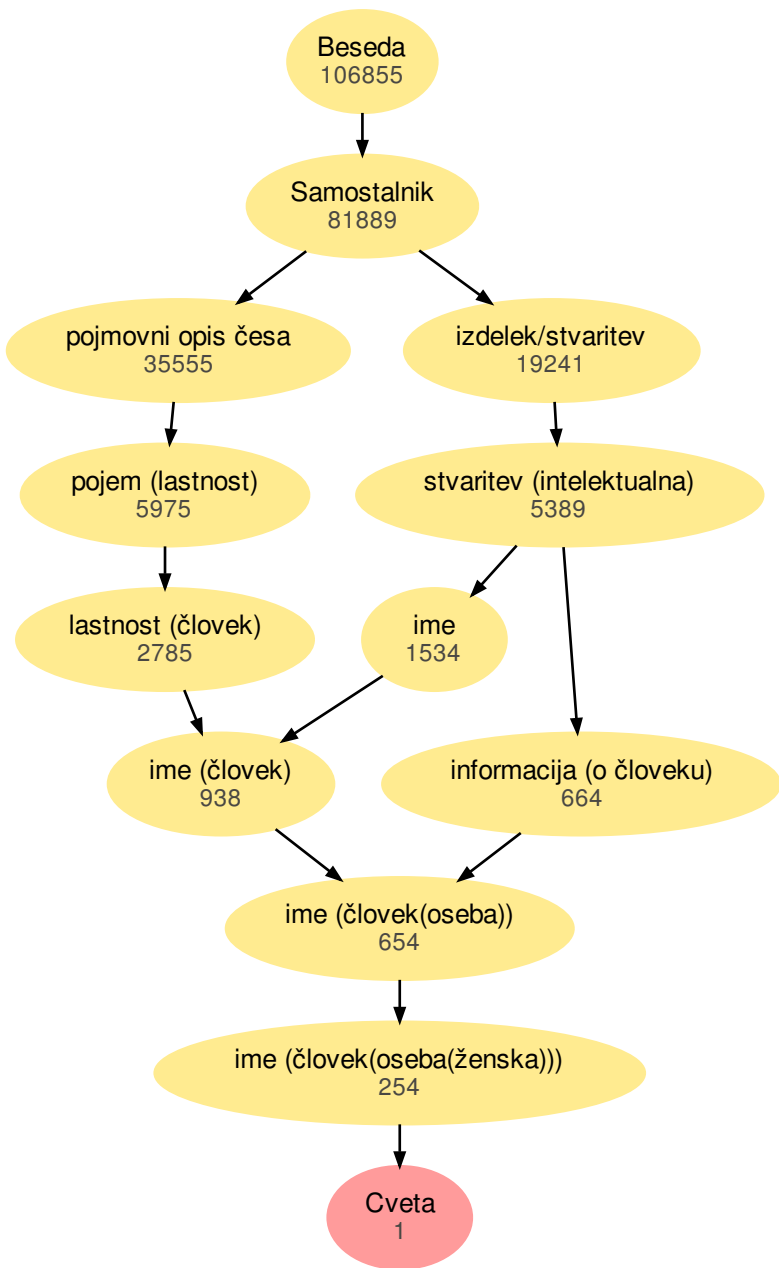 Beseda
106855
Samostalnik
81889
pojmovni opis česa
35555
izdelek/stvaritev
19241
pojem (lastnost)
5975
stvaritev (intelektualna)
5389
lastnost (človek)
2785
ime
1534
ime (človek)
938
informacija (o človeku)
664
ime (človek(oseba))
654
ime (človek(oseba(ženska)))
254
Cveta
1